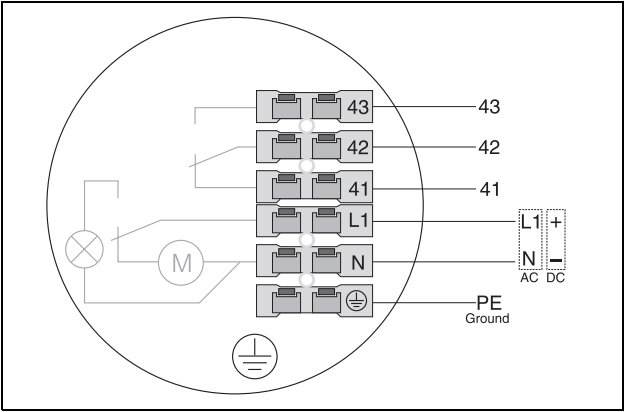 43 43
42 42
41 41
L1 L1 +
M N N −
AC DC
PE
Ground